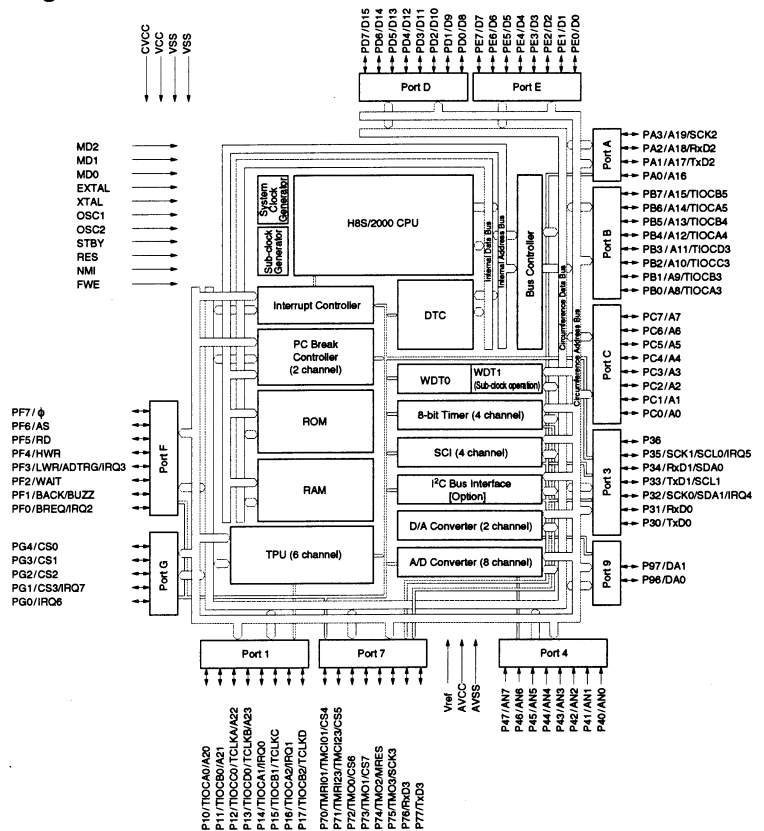 CVCC
VCC
VSS
VSS
PD7/D15
PD6/D14
PD5/D13
PD4/D12
PD3/D11
PD2/D10
PD1/D9
PD0/D8
PE7/D7
PE6/D6
PE5/D5
PE4/D4
PE3/D3
PE2/D2
PE1/D1
PE0/D0
Port D
Port E
MD2
MD1
MD0
EXTAL
XTAL
OSC1
OSC2
STBY
RES
NMI
FWE
System Clock Generator
Sub-dock Generator
H8S/2000 CPU
Internal Data Bus
Internal Address Bus
Bus Controller
Circumference Data Bus
Circumference Address Bus
Port A
PA3/A19/SCK2
PA2/A18/RxD2
PA1/A17/TxD2
PA0/A16
Port B
PB7/A15/TIOCB5
PB6/A14/TIOCA5
PB5/A13/TIOCB4
PB4/A12/TIOCA4
PB3/A11/TIOCD3
PB2/A10/TIOCC3
PB1/A9/TIOCB3
PB0/A8/TIOCA3
Interrupt Controller
DTC
PC Break
Controller
(2 channel)
Port C
PC7/A7
PC6/A6
PC5/A5
PC4/A4
PC3/A3
PC2/A2
PC1/A1
PC0/A0
WDT0
WDT1
(Sub-dock operation)
8-bit Timer (4 channel)
ROM
SCI (4 channel)
I²C Bus Interface
[Option]
RAM
D/A Converter (2 channel)
TPU (6 channel)
A/D Converter (8 channel)
PF7/ϕ
PF6/AS
PF5/RD
PF4/HWR
PF3/LWR/ADTRG/IRQ3
PF2/WAIT
PF1/BACK/BUZZ
PF0/BREQ/IRQ2
Port F
Port 3
P36
P35/SCK1/SCL0/IRQ5
P34/RxD1/SDA0
P33/TxD1/SCL1
P32/SCK0/SDA1/IRQ4
P31/RxD0
P30/TxD0
PG4/CS0
PG3/CS1
PG2/CS2
PG1/CS3/IRQ7
PG0/IRQ6
Port G
Port 9
P97/DA1
P96/DA0
Port 1
Port 7
Port 4
Vref
AVCC
AVSS
P10/TIOCA0/A20
P11/TIOCB0/A21
P12/TIOCC0/TCLKA/A22
P13/TIOCD0/TCLKB/A23
P14/TIOCA1/IRQ0
P15/TIOCB1/TCLKC
P16/TIOCA2/IRQ1
P17/TIOCB2/TCLKD
P70/TMRI01/TMCI01/CS4
P71/TMRI23/TMCI23/CS5
P72/TMO0/CS6
P73/TMO1/CS7
P74/TMO2/MRES
P75/TMO3/SCK3
P76/RxD3
P77/TxD3
P47/AN7
P46/AN6
P45/AN5
P44/AN4
P43/AN3
P42/AN2
P41/AN1
P40/AN0